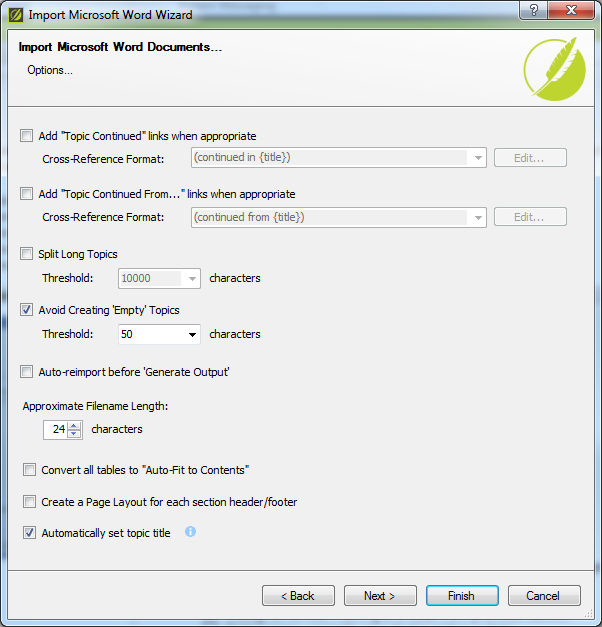 Import Microsoft Word Wizard
Import Microsoft Word Documents...
Options...
Add "Topic Continued" links when appropriate
Cross-Reference Format: (continued in {title}) Edit...
Add "Topic Continued From..." links when appropriate
Cross-Reference Format: (continued from {title}) Edit...
Split Long Topics
Threshold: 10000 characters
Avoid Creating 'Empty' Topics
Threshold: 50 characters
Auto-reimport before 'Generate Output'
Approximate Filename Length:
24 characters
Convert all tables to "Auto-Fit to Contents"
Create a Page Layout for each section header/footer
Automatically set topic title
< Back Next > Finish Cancel